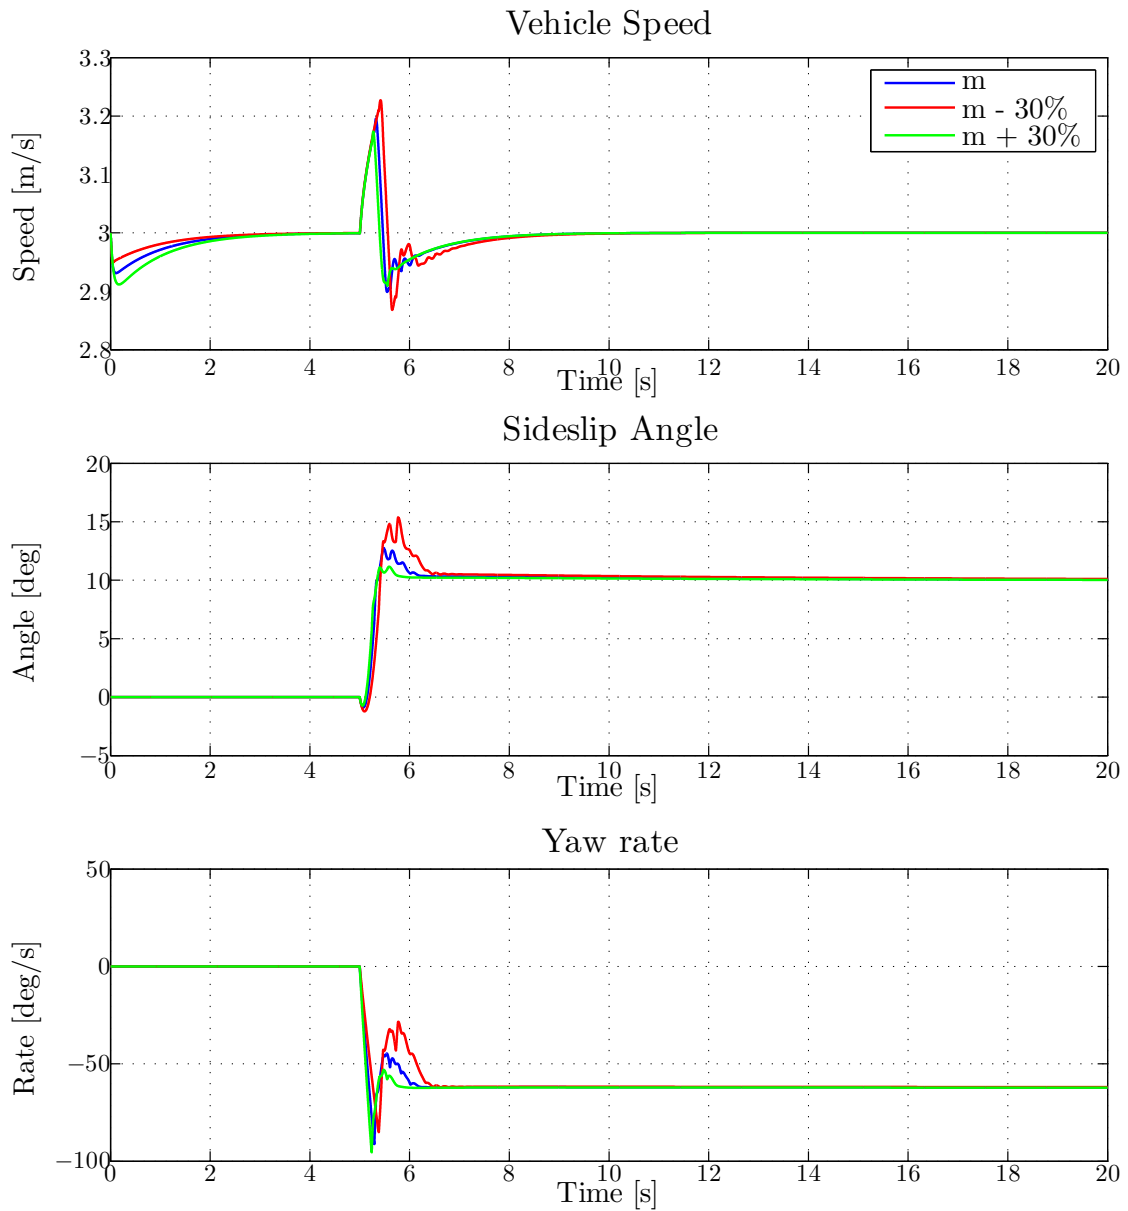 Vehicle Speed
3.3
3.2
3.1
3
2.9
2.8
Speed [m/s]
m
m - 30%
m + 30%
0 2 4 6 8 10 12 14 16 18 20
Time [s]
Sideslip Angle
20
15
10
5
0
−5
Angle [deg]
0 2 4 6 8 10 12 14 16 18 20
Time [s]
Yaw rate
50
0
−50
−100
Rate [deg/s]
0 2 4 6 8 10 12 14 16 18 20
Time [s]